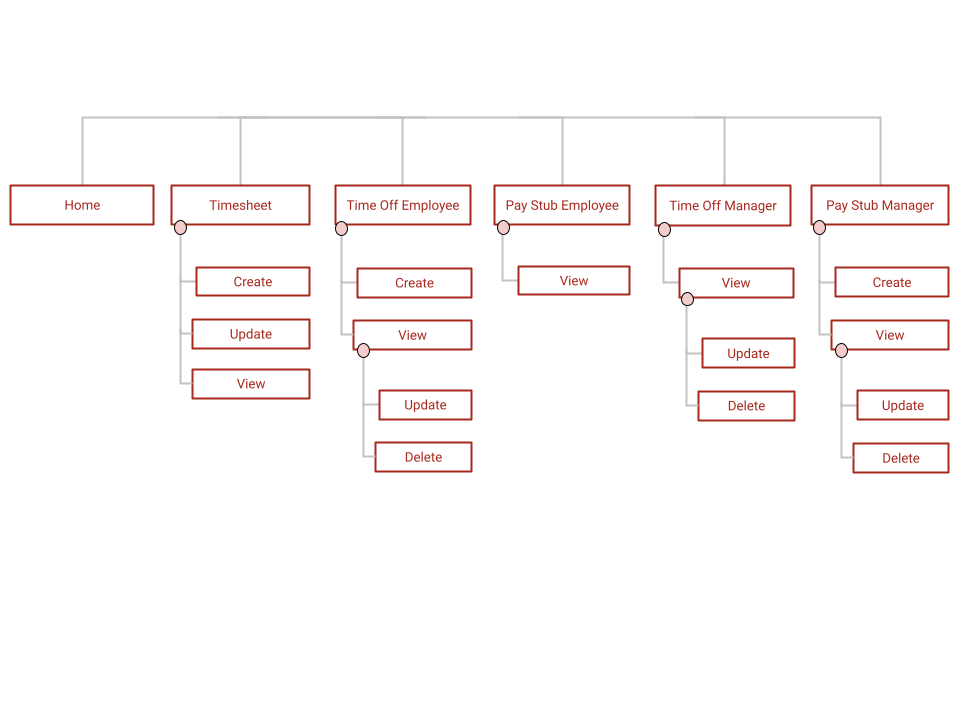 Home
Timesheet
Time Off Employee
Pay Stub Employee
Time Off Manager
Pay Stub Manager
Create
Update
View
Create
View
Update
Delete
View
View
Update
Delete
Create
View
Update
Delete